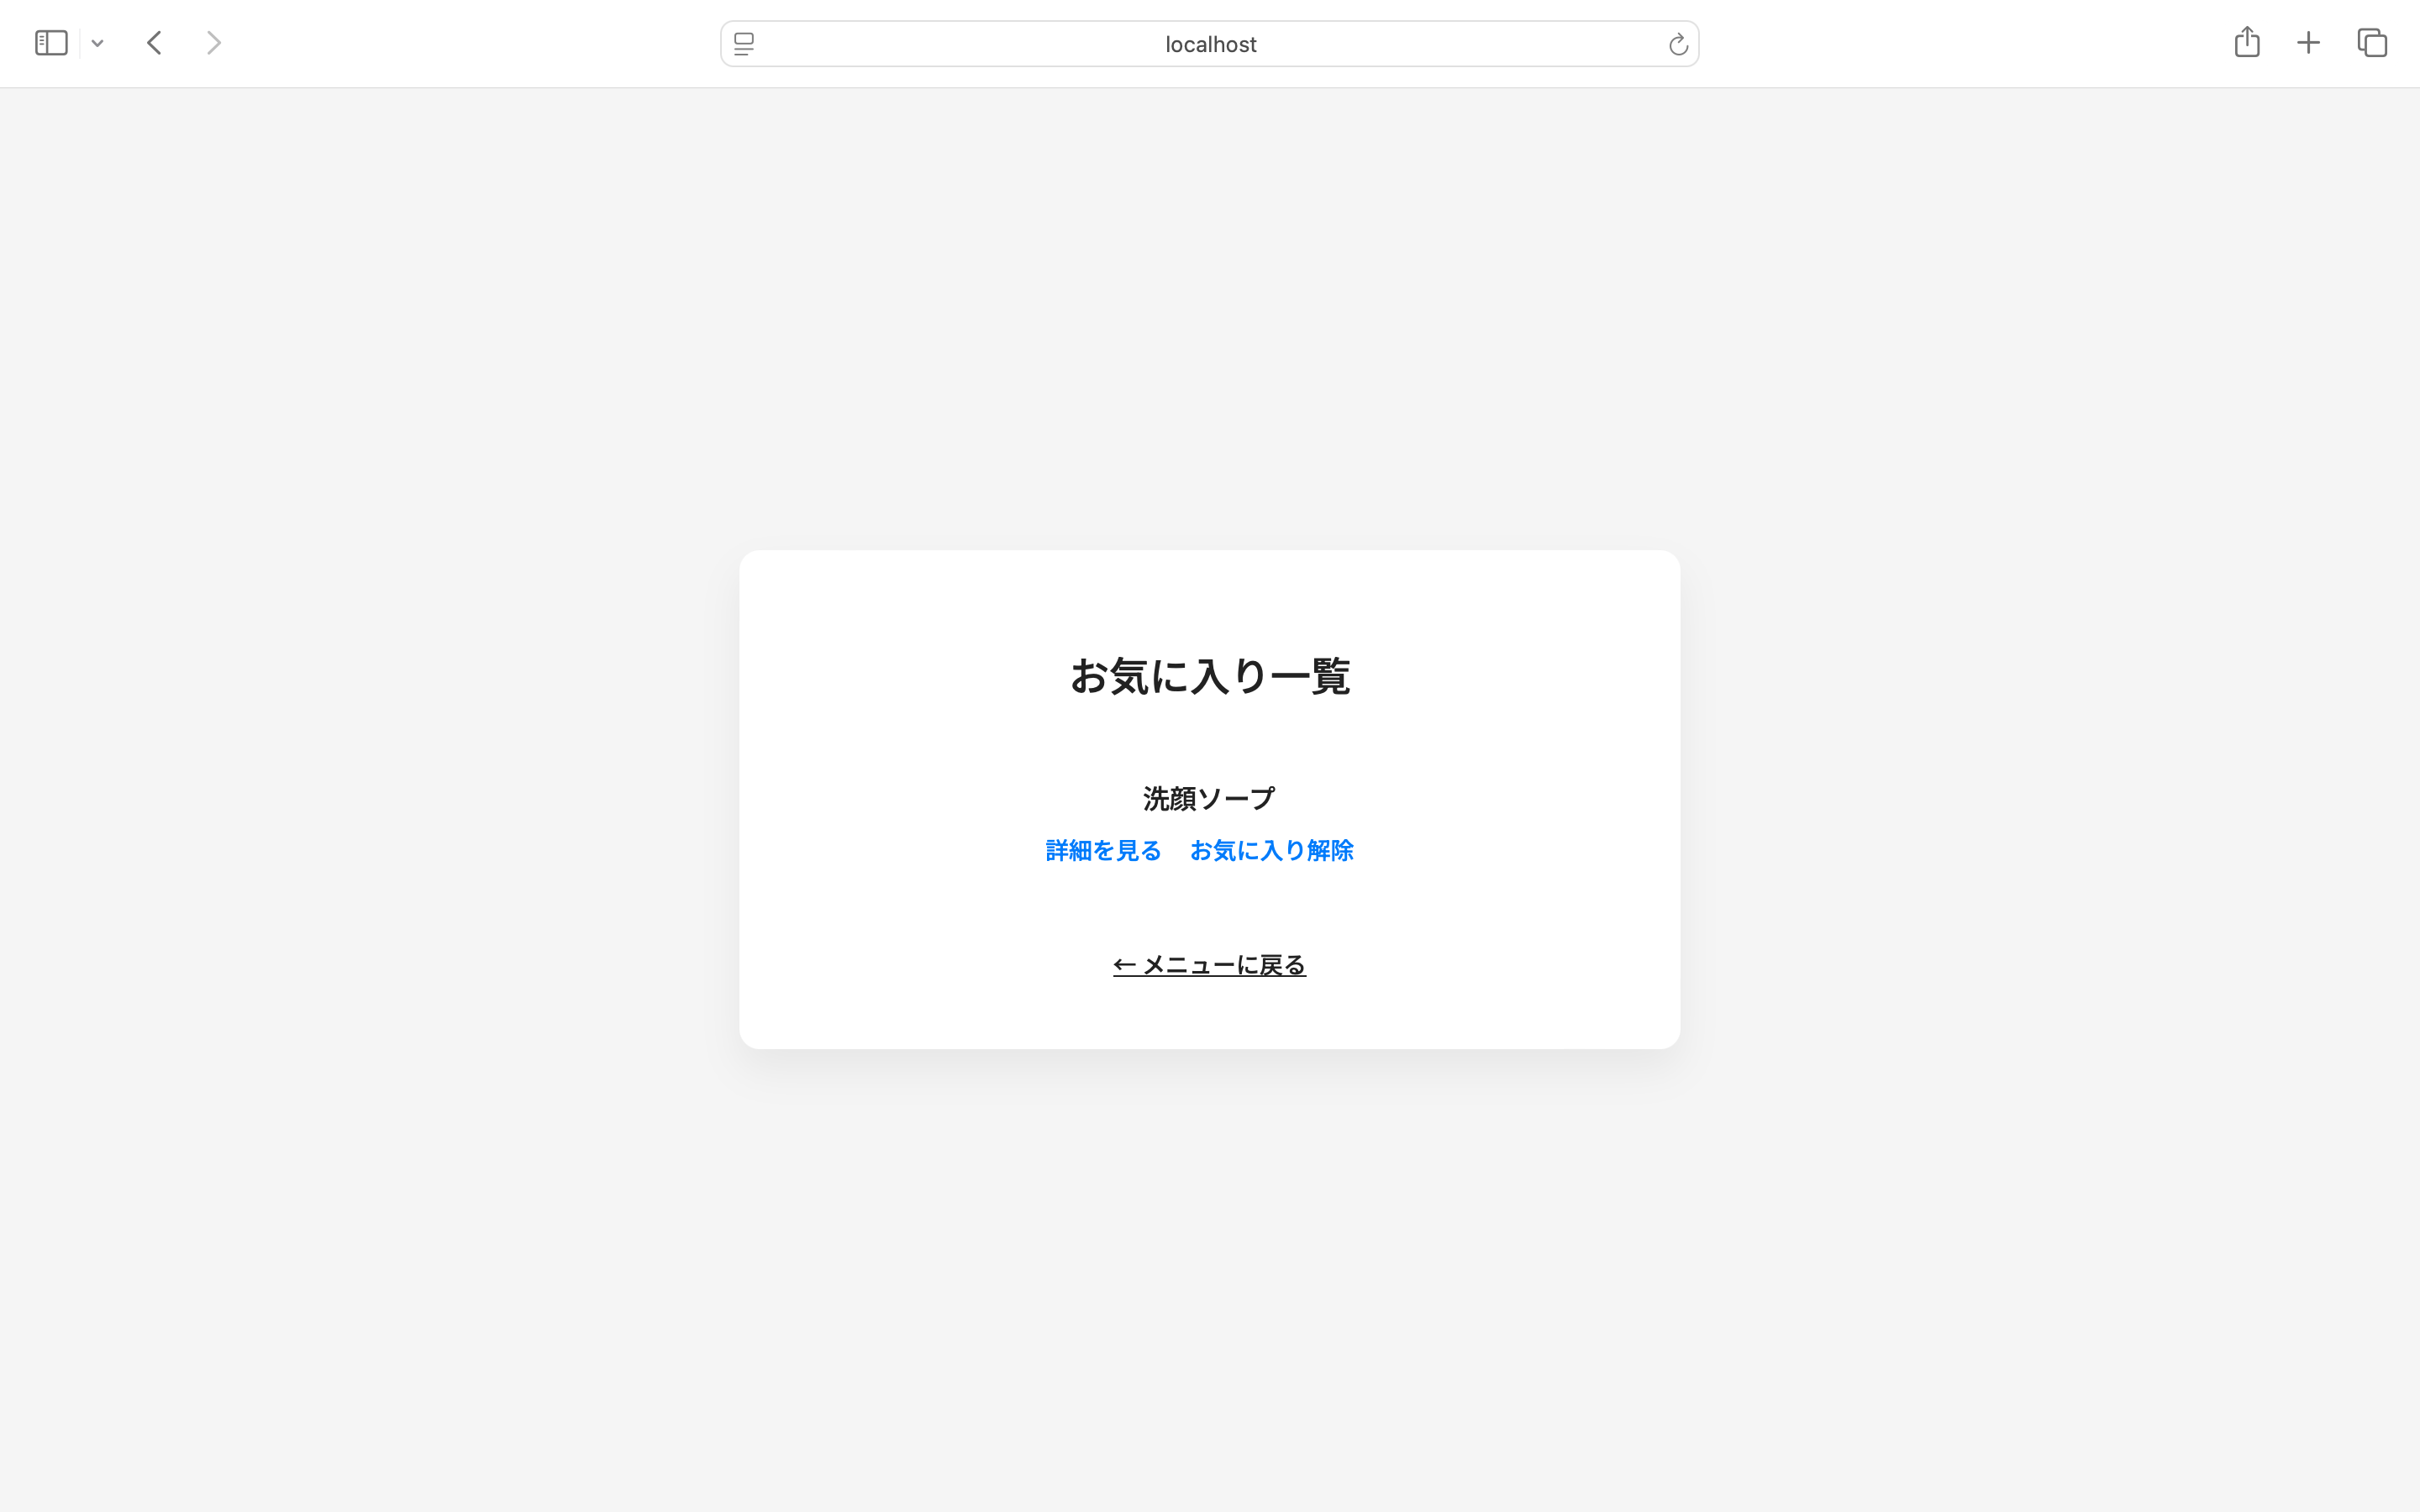 localhost
お気に入り一覧
洗顔ソープ
詳細を見る お気に入り解除
← メニューに戻る